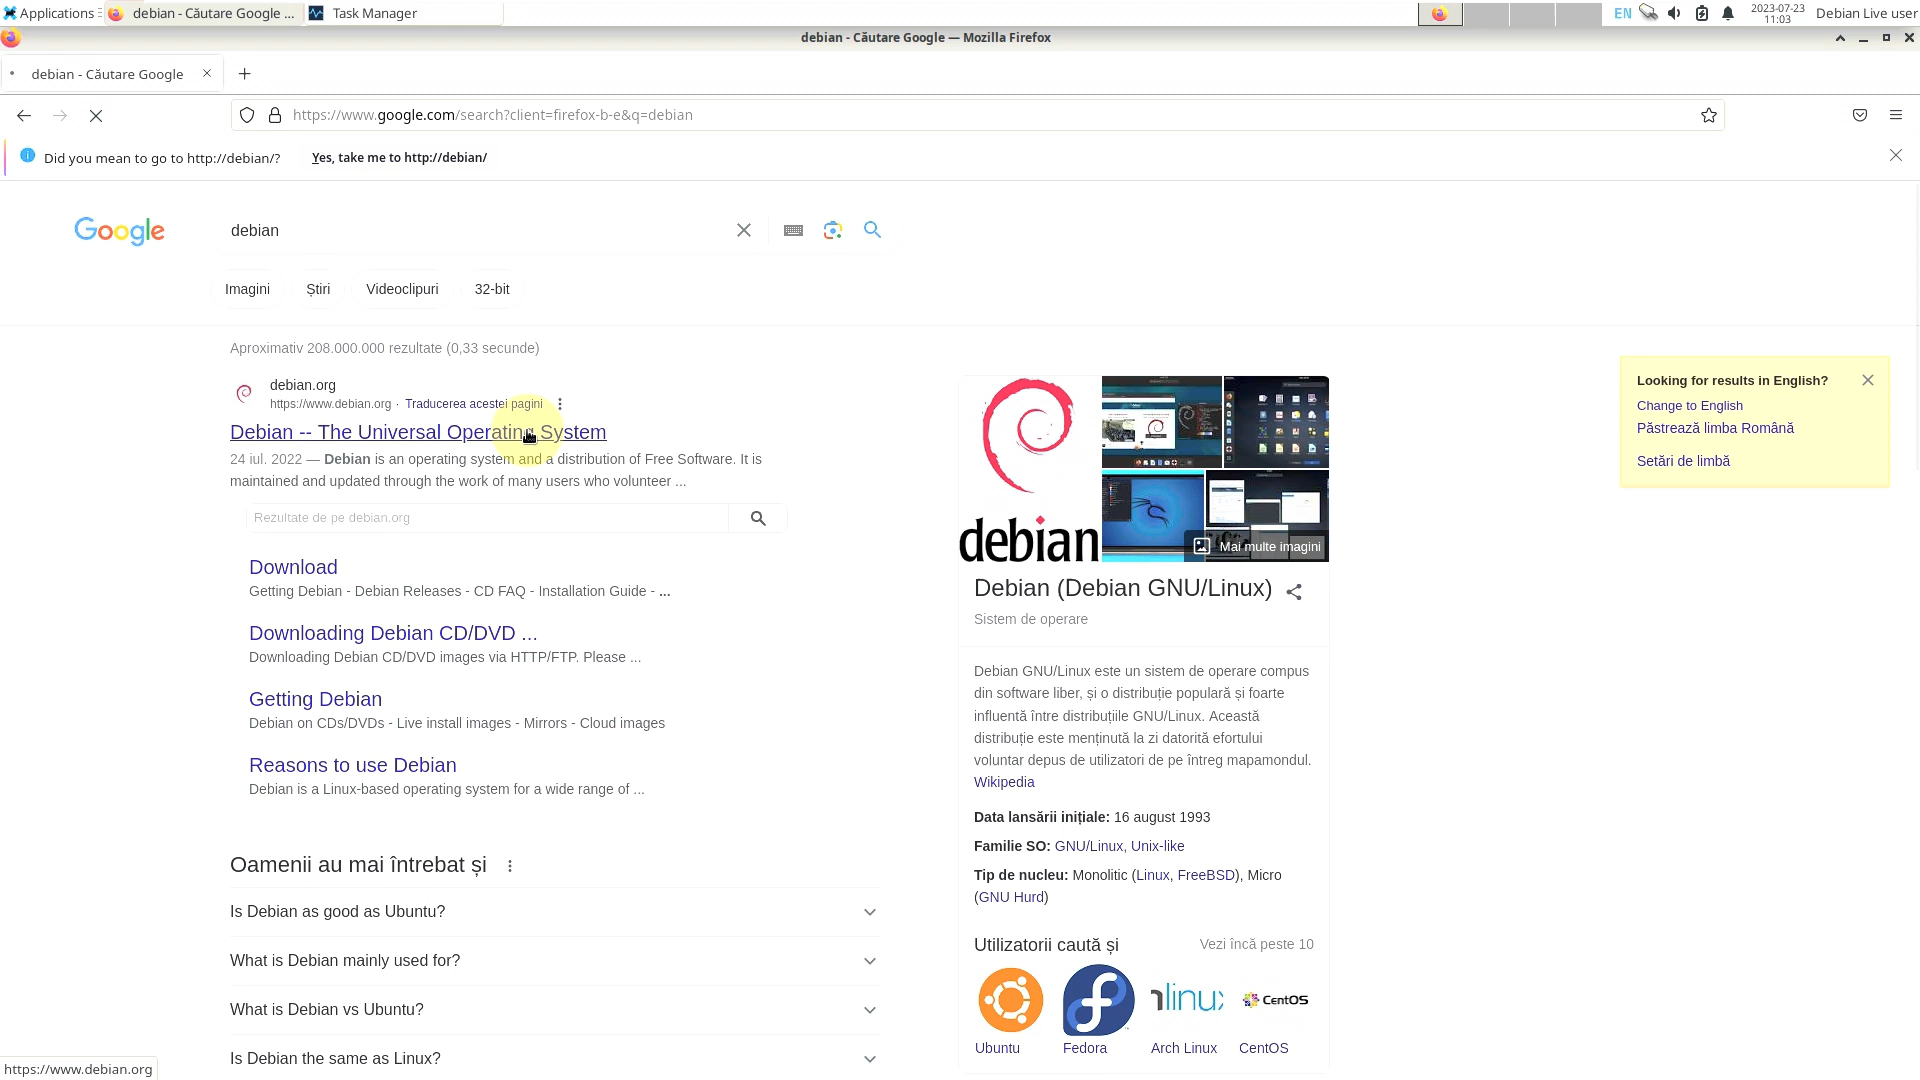 Applications
debian - Căutare Google ...
Task Manager
EN
2023-07-23
11:03
Debian Live user
debian - Căutare Google — Mozilla Firefox
debian - Căutare Google
https://www.google.com/search?client=firefox-b-e&q=debian
Did you mean to go to http://debian/?
Yes, take me to http://debian/
Google
debian
Imagini
Știri
Videoclipuri
32-bit
Aproximativ 208.000.000 rezultate (0,33 secunde)
debian.org
https://www.debian.org · Traducerea acestei pagini
Debian -- The Universal Operating System
24 iul. 2022 — Debian is an operating system and a distribution of Free Software. It is
maintained and updated through the work of many users who volunteer ...
Rezultate de pe debian.org
Download
Getting Debian - Debian Releases - CD FAQ - Installation Guide - ...
Downloading Debian CD/DVD ...
Downloading Debian CD/DVD images via HTTP/FTP. Please ...
Getting Debian
Debian on CDs/DVDs - Live install images - Mirrors - Cloud images
Reasons to use Debian
Debian is a Linux-based operating system for a wide range of ...
Oamenii au mai întrebat și
Is Debian as good as Ubuntu?
What is Debian mainly used for?
What is Debian vs Ubuntu?
Is Debian the same as Linux?
debian
Mai multe imagini
Debian (Debian GNU/Linux)
Sistem de operare
Debian GNU/Linux este un sistem de operare compus
din software liber, și o distribuție populară și foarte
influentă între distribuțiile GNU/Linux. Această
distribuție este menținută la zi datorită efortului
voluntar depus de utilizatori de pe întreg mapamondul.
Wikipedia
Data lansării inițiale: 16 august 1993
Familie SO: GNU/Linux, Unix-like
Tip de nucleu: Monolitic (Linux, FreeBSD), Micro
(GNU Hurd)
Utilizatorii caută și
Vezi încă peste 10
linux
CentOS
Ubuntu
Fedora
Arch Linux
CentOS
Looking for results in English?
Change to English
Păstrează limba Română
Setări de limbă
https://www.debian.org